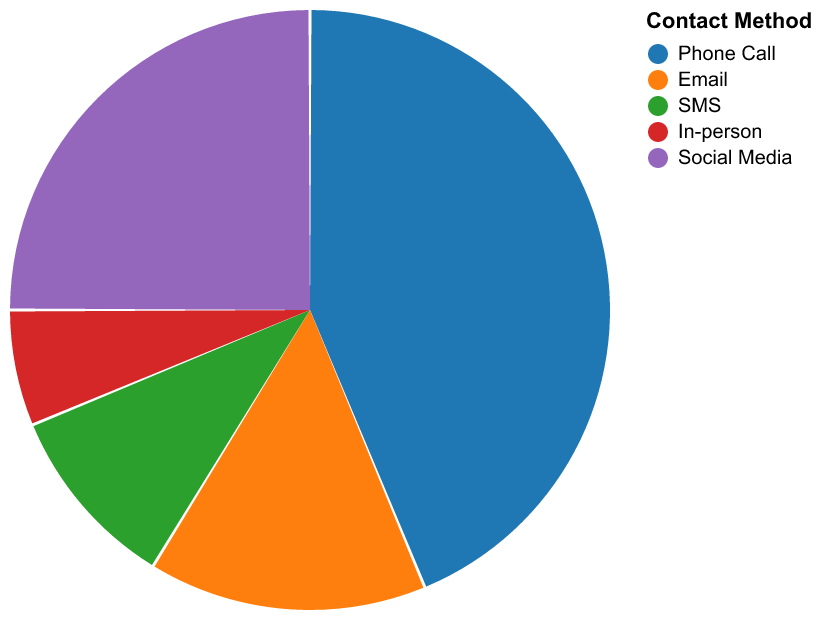 Contact Method
Phone Call
Email
SMS
In-person
Social Media